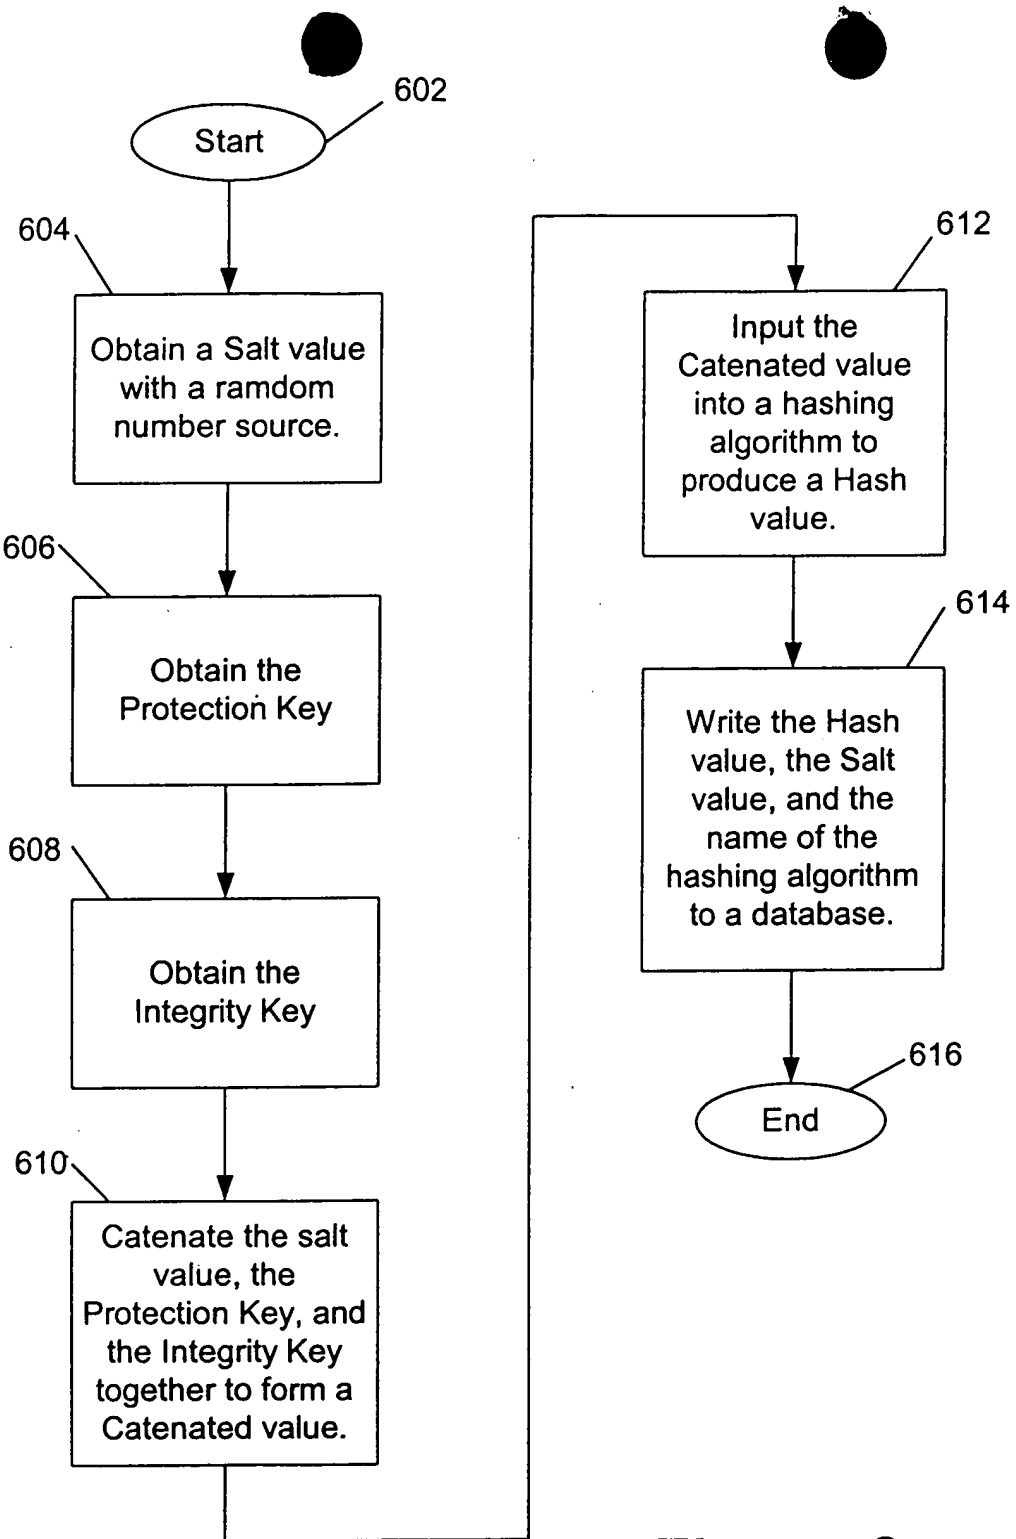 602
Start
604
Obtain a Salt value
with a ramdom
number source.
606
Obtain the
Protection Key
608
Obtain the
Integrity Key
610
Catenate the salt
value, the
Protection Key, and
the Integrity Key
together to form a
Catenated value.
612
Input the
Catenated value
into a hashing
algorithm to
produce a Hash
value.
614
Write the Hash
value, the Salt
value, and the
name of the
hashing algorithm
to a database.
616
End